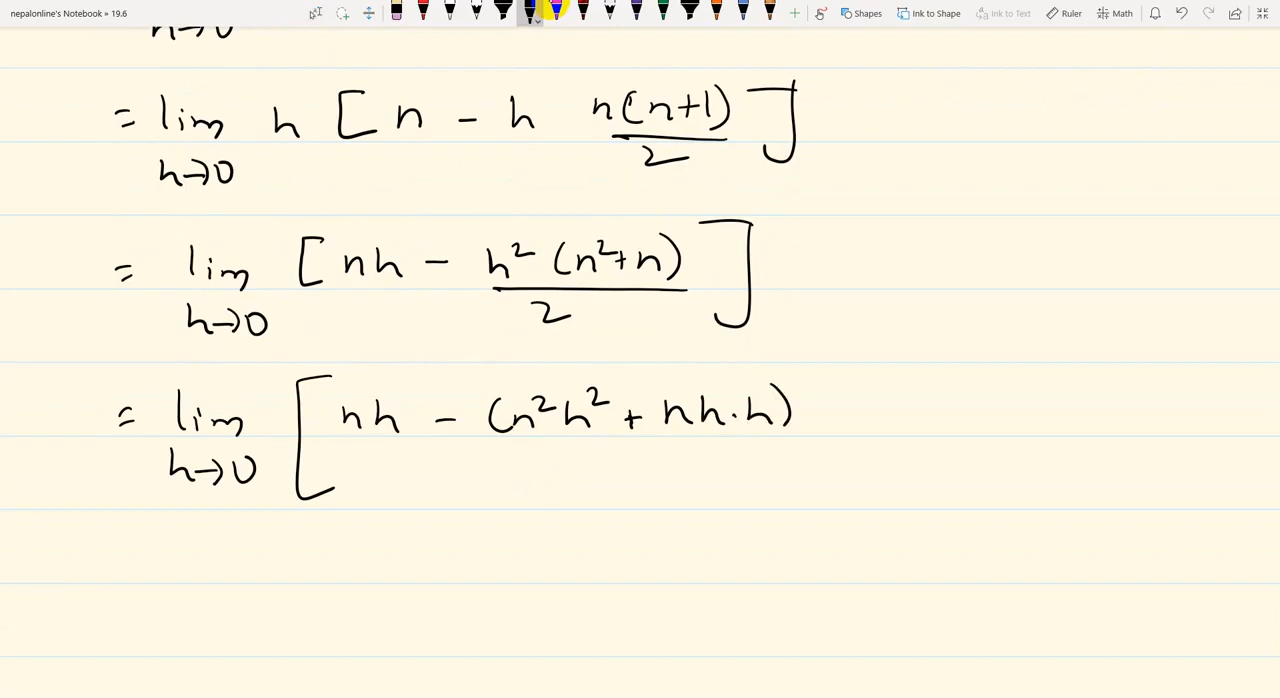 nepalonline's Notebook » 19.6 Shapes Ink to Shape Ink to Text Ruler Math
h→0
= lim h→0 h [ n - h n(n+1)/2 ]
= lim h→0 [ nh - h² (n²+n)/2 ]
= lim h→0 [ nh - (n²h² + nh·h)